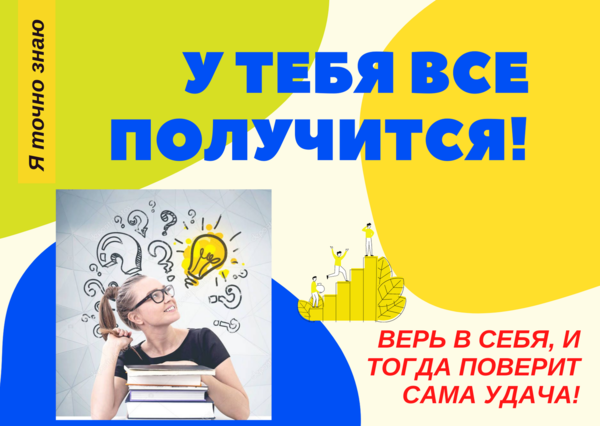 Я точно знаю
У ТЕБЯ ВСЕ
ПОЛУЧИТСЯ!
ВЕРЬ В СЕБЯ, И
ТОГДА ПОВЕРИТ
САМА УДАЧА!